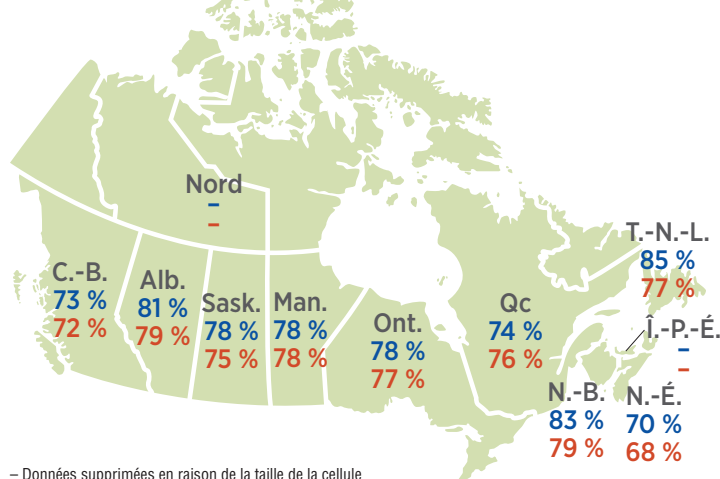 Nord
–
–
C.-B.
73 %
72 %
Alb.
81 %
79 %
Sask.
78 %
75 %
Man.
78 %
78 %
Ont.
78 %
77 %
Qc
74 %
76 %
T.-N.-L.
85 %
77 %
Î.-P.-É.
–
–
N.-B.
83 %
79 %
N.-É.
70 %
68 %
– Données supprimées en raison de la taille de la cellule